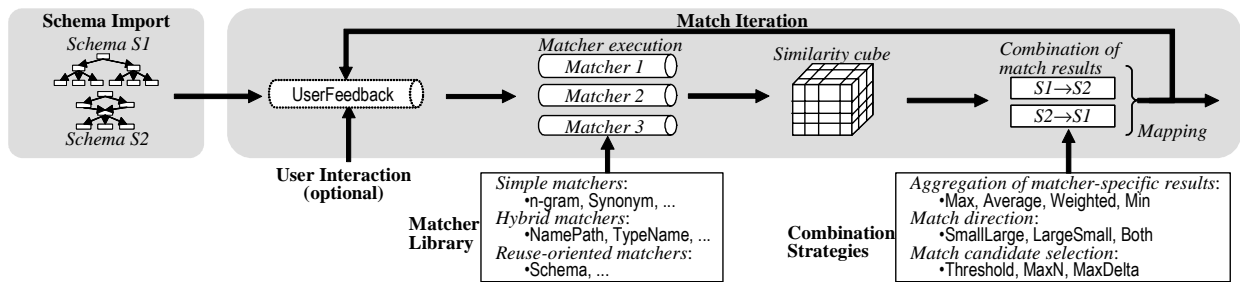 Schema Import
Schema S1
Schema S2
Match Iteration
UserFeedback
User Interaction
(optional)
Matcher execution
Matcher 1
Matcher 2
Matcher 3
Similarity cube
Combination of
match results
S1→S2
S2→S1
Mapping
Matcher
Library
Simple matchers:
•n-gram, Synonym, ...
Hybrid matchers:
•NamePath, TypeName, ...
Reuse-oriented matchers:
•Schema, ...
Combination
Strategies
Aggregation of matcher-specific results:
•Max, Average, Weighted, Min
Match direction:
•SmallLarge, LargeSmall, Both
Match candidate selection:
•Threshold, MaxN, MaxDelta